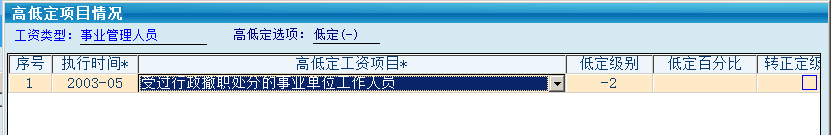 高低定项目情况
工资类型: 事业管理人员 高低定选项: 低定(-)
序号 执行时间* 高低定工资项目* 低定级别 低定百分比 转正定级
1 2003-05 受过行政撤职处分的事业单位工作人员 -2